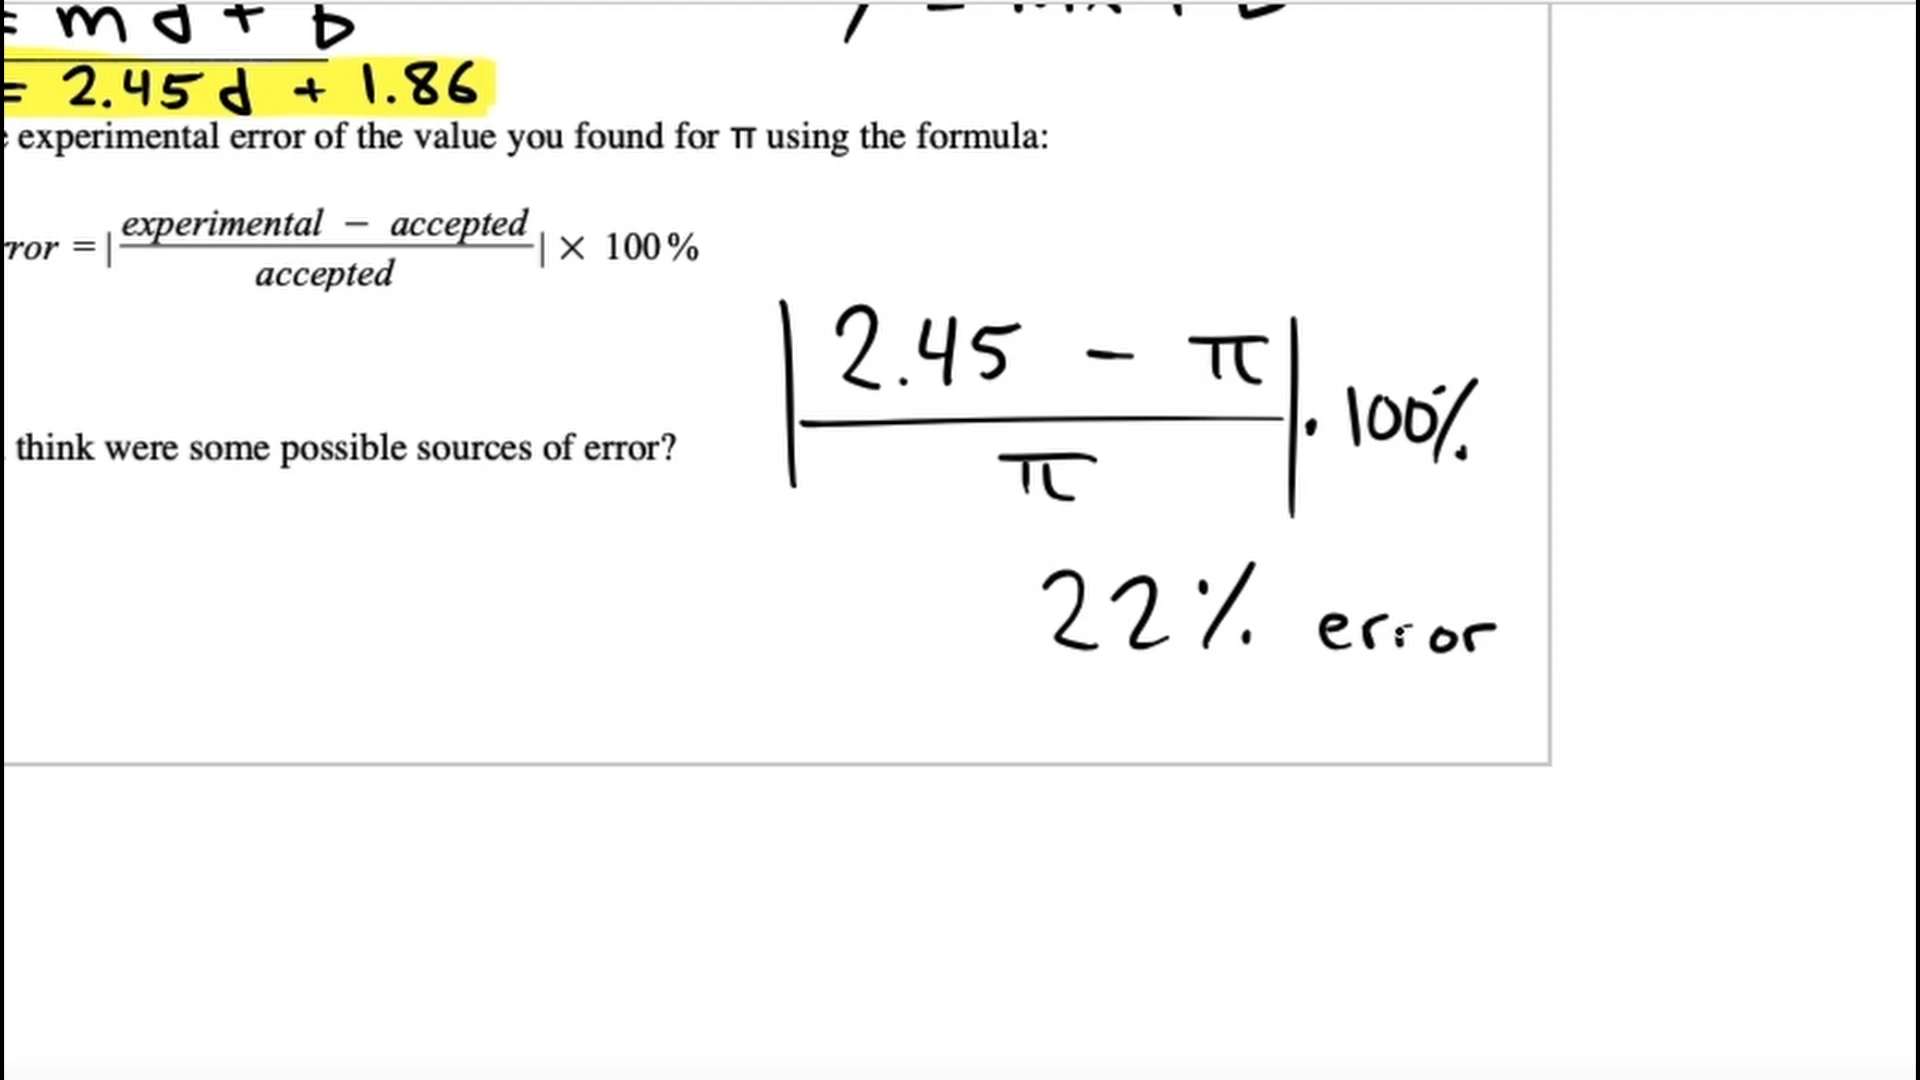 = md + b
= 2.45d + 1.86
experimental error of the value you found for π using the formula:
ror = | experimental − accepted
accepted | × 100%
| 2.45 - π
π | · 100%
think were some possible sources of error?
22% error